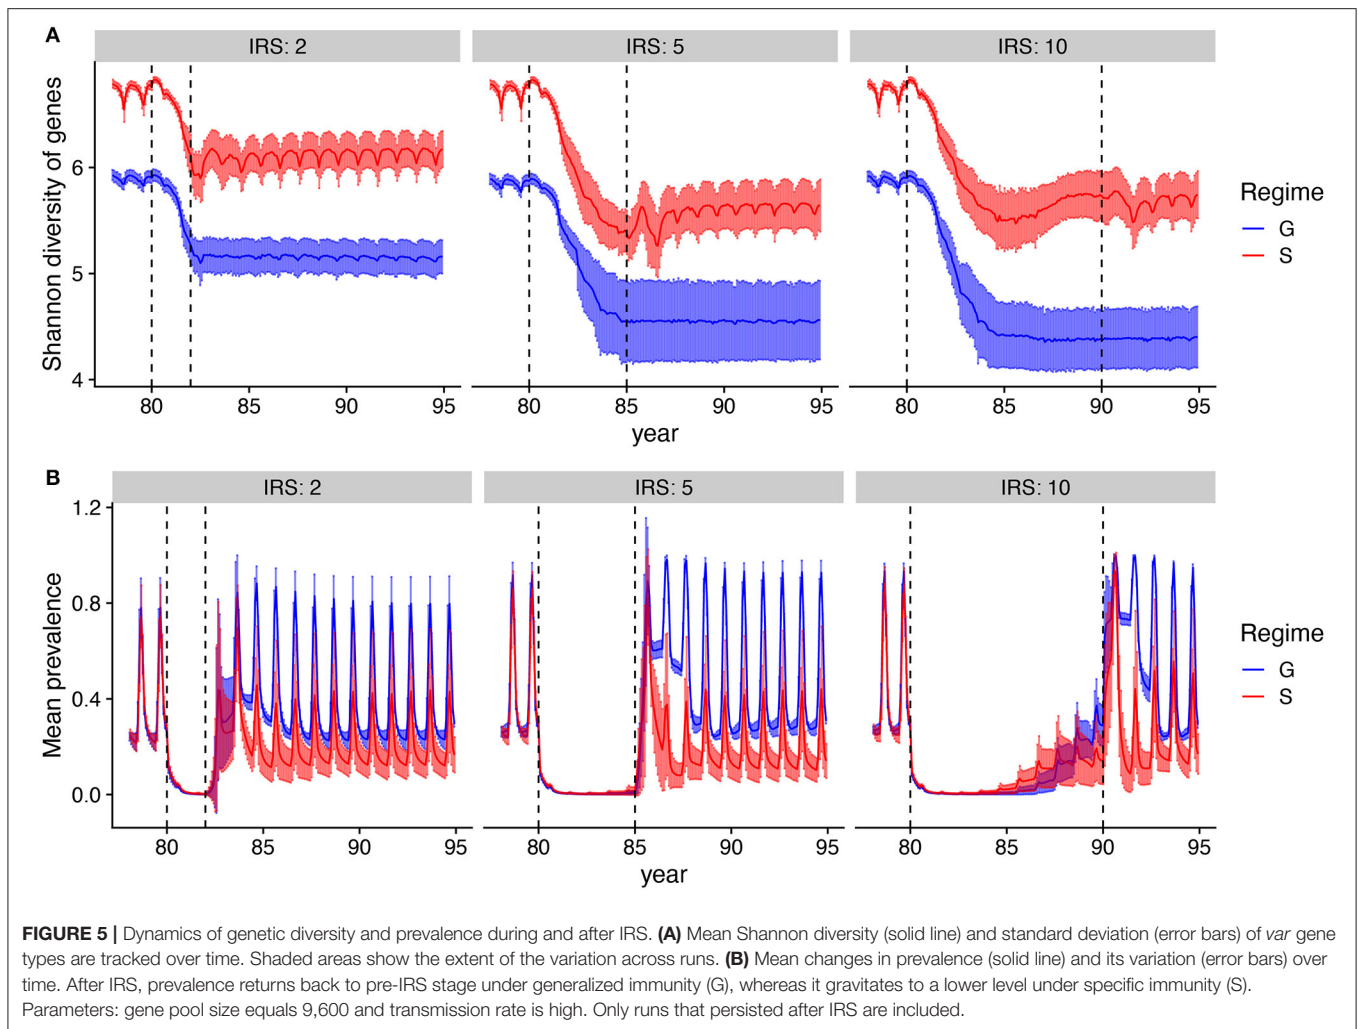 A
IRS: 2 IRS: 5 IRS: 10
Shannon diversity of genes
6
5
4
80 85 90 95 80 85 90 95 80 85 90 95
year
Regime
G
S
B
IRS: 2 IRS: 5 IRS: 10
Mean prevalence
1.2
0.8
0.4
0.0
80 85 90 95 80 85 90 95 80 85 90 95
year
Regime
G
S
FIGURE 5 | Dynamics of genetic diversity and prevalence during and after IRS. (A) Mean Shannon diversity (solid line) and standard deviation (error bars) of var gene
types are tracked over time. Shaded areas show the extent of the variation across runs. (B) Mean changes in prevalence (solid line) and its variation (error bars) over
time. After IRS, prevalence returns back to pre-IRS stage under generalized immunity (G), whereas it gravitates to a lower level under specific immunity (S).
Parameters: gene pool size equals 9,600 and transmission rate is high. Only runs that persisted after IRS are included.